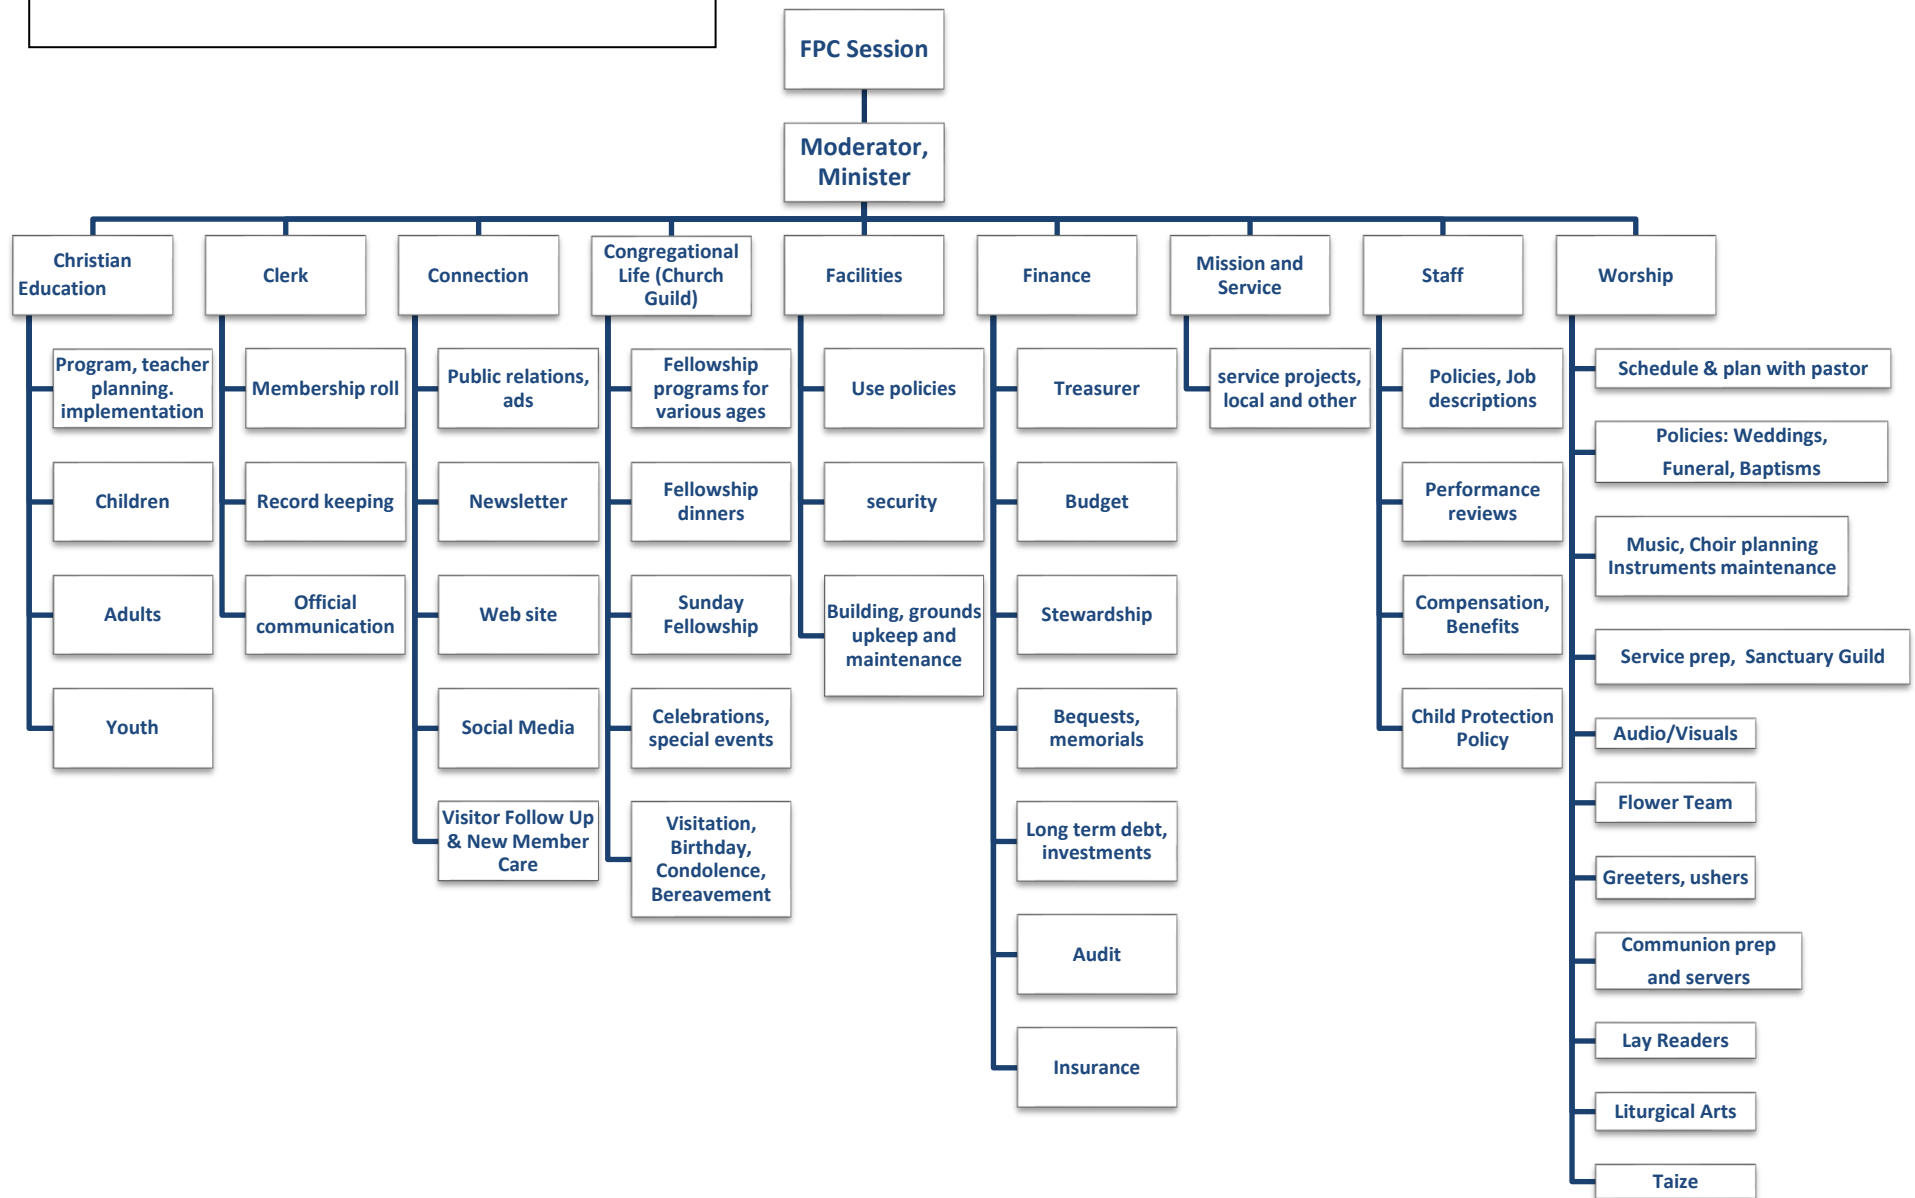 FPC Session
Moderator,
Minister
Christian
Education
Clerk
Connection
Congregational
Life (Church
Guild)
Facilities
Finance
Mission and
Service
Staff
Worship
Program, teacher
planning.
implementation
Children
Adults
Youth
Membership roll
Record keeping
Official
communication
Public relations,
ads
Newsletter
Web site
Social Media
Visitor Follow Up
& New Member
Care
Fellowship
programs for
various ages
Fellowship
dinners
Sunday
Fellowship
Celebrations,
special events
Visitation,
Birthday,
Condolence,
Bereavement
Use policies
security
Building, grounds
upkeep and
maintenance
Treasurer
Budget
Stewardship
Bequests,
memorials
Long term debt,
investments
Audit
Insurance
service projects,
local and other
Policies, Job
descriptions
Performance
reviews
Compensation,
Benefits
Child Protection
Policy
Schedule & plan with pastor
Policies: Weddings,
Funeral, Baptisms
Music, Choir planning
Instruments maintenance
Service prep,  Sanctuary Guild
Audio/Visuals
Flower Team
Greeters, ushers
Communion prep
and servers
Lay Readers
Liturgical Arts
Taize